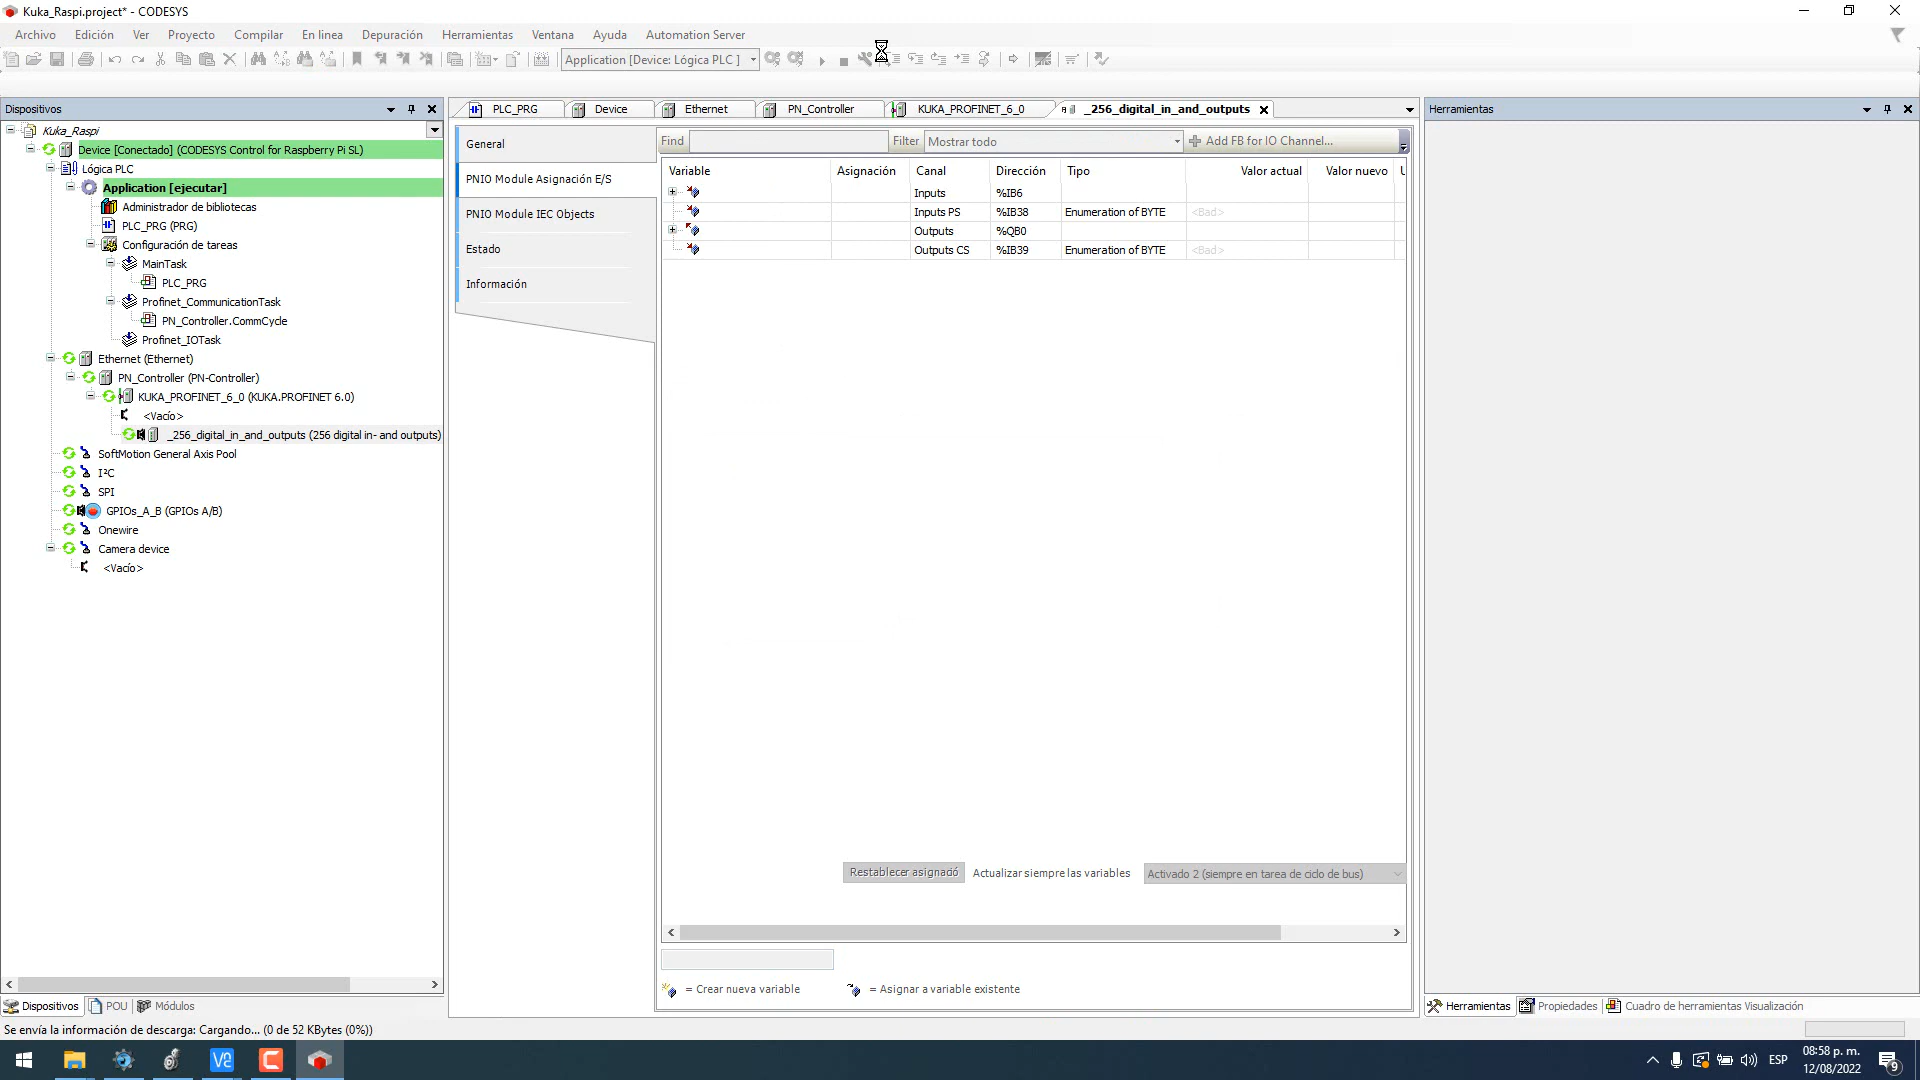 Kuka_Raspi.project* - CODESYS
Archivo Edición Ver Proyecto Compilar En linea Depuración Herramientas Ventana Ayuda Automation Server
Application [Device: Lógica PLC ]
Dispositivos
Kuka_Raspi
Device [Conectado] (CODESYS Control for Raspberry Pi SL)
Lógica PLC
Application [ejecutar]
Administrador de bibliotecas
PLC_PRG (PRG)
Configuración de tareas
MainTask
PLC_PRG
Profinet_CommunicationTask
PN_Controller.CommCycle
Profinet_IOTask
Ethernet (Ethernet)
PN_Controller (PN-Controller)
KUKA_PROFINET_6_0 (KUKA.PROFINET 6.0)
<Vacío>
_256_digital_in_and_outputs (256 digital in- and outputs)
SoftMotion General Axis Pool
I²C
SPI
GPIOs_A_B (GPIOs A/B)
Onewire
Camera device
<Vacío>
Dispositivos POU Módulos
PLC_PRG Device Ethernet PN_Controller KUKA_PROFINET_6_0 _256_digital_in_and_outputs
General
PNIO Module Asignación E/S
PNIO Module IEC Objects
Estado
Información
Find Filter Mostrar todo Add FB for IO Channel...
Variable Asignación Canal Dirección Tipo Valor actual Valor nuevo U
Inputs %IB6
Inputs PS %IB38 Enumeration of BYTE <Bad>
Outputs %QB0
Outputs CS %IB39 Enumeration of BYTE <Bad>
Restablecer asignació Actualizar siempre las variables Activado 2 (siempre en tarea de ciclo de bus)
= Crear nueva variable = Asignar a variable existente
Herramientas
Herramientas Propiedades Cuadro de herramientas Visualización
Se envía la información de descarga: Cargando... (0 de 52 KBytes (0%))
ESP
08:58 p. m.
12/08/2022
9